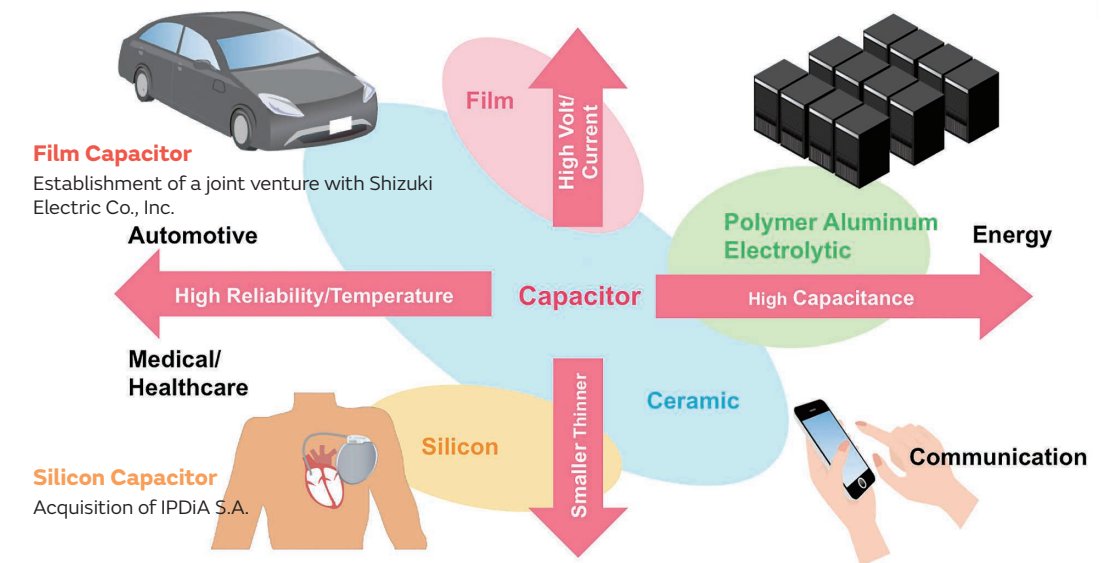 Film
High Volt/
Current
Film Capacitor
Establishment of a joint venture with Shizuki
Electric Co., Inc.
Automotive
Polymer Aluminum
Electrolytic
Energy
High Reliability/Temperature
Capacitor
High Capacitance
Medical/
Healthcare
Smaller Thinner
Ceramic
Silicon
Communication
Silicon Capacitor
Acquisition of IPDiA S.A.